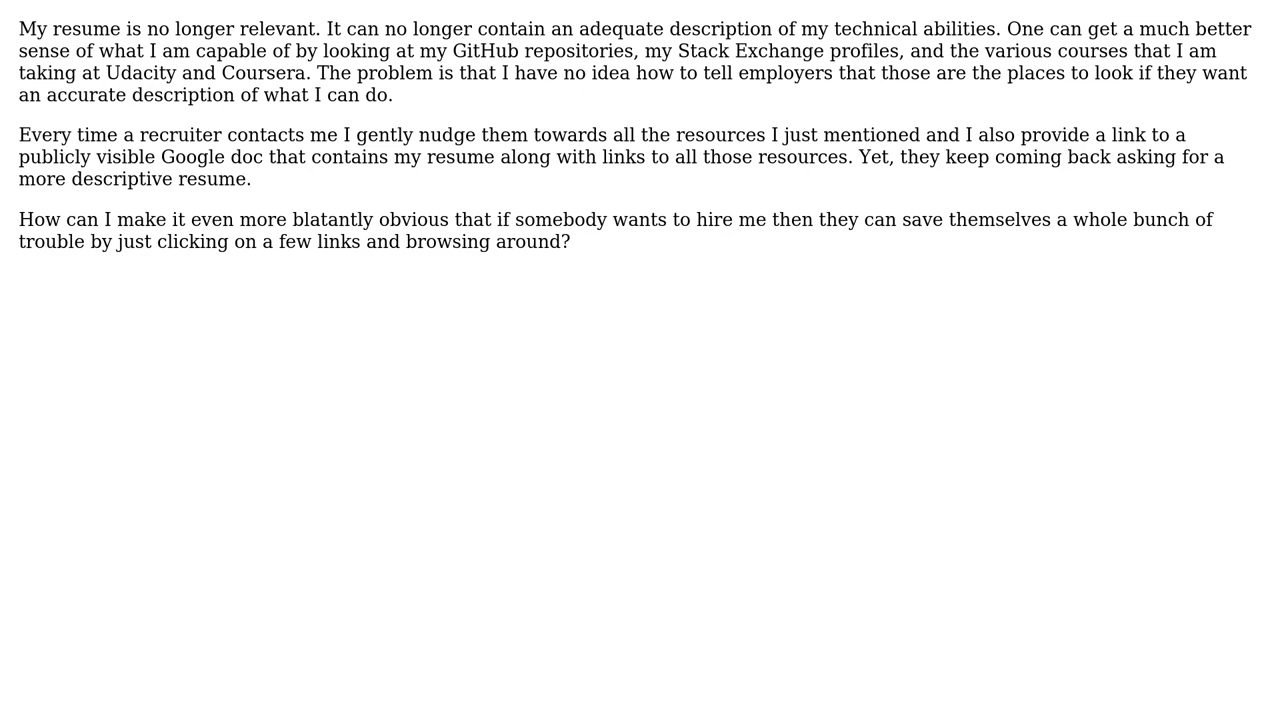 My resume is no longer relevant. It can no longer contain an adequate description of my technical abilities. One can get a much better
sense of what I am capable of by looking at my GitHub repositories, my Stack Exchange profiles, and the various courses that I am
taking at Udacity and Coursera. The problem is that I have no idea how to tell employers that those are the places to look if they want
an accurate description of what I can do.
Every time a recruiter contacts me I gently nudge them towards all the resources I just mentioned and I also provide a link to a
publicly visible Google doc that contains my resume along with links to all those resources. Yet, they keep coming back asking for a
more descriptive resume.
How can I make it even more blatantly obvious that if somebody wants to hire me then they can save themselves a whole bunch of
trouble by just clicking on a few links and browsing around?